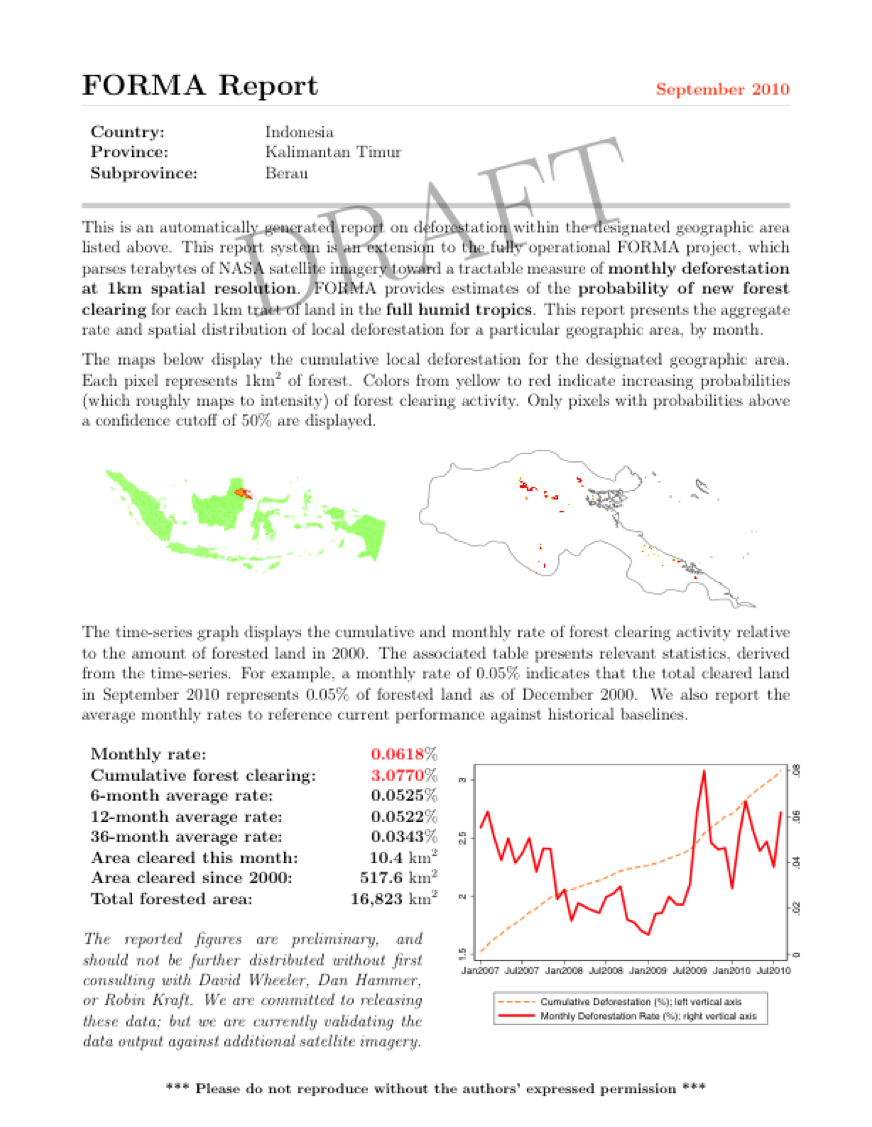 FORMA Report
September 2010
Country: Indonesia
Province: Kalimantan Timur
Subprovince: Berau
DRAFT
This is an automatically generated report on deforestation within the designated geographic area
listed above. This report system is an extension to the fully operational FORMA project, which
parses terabytes of NASA satellite imagery toward a tractable measure of monthly deforestation
at 1km spatial resolution. FORMA provides estimates of the probability of new forest
clearing for each 1km tract of land in the full humid tropics. This report presents the aggregate
rate and spatial distribution of local deforestation for a particular geographic area, by month.
The maps below display the cumulative local deforestation for the designated geographic area.
Each pixel represents 1km² of forest. Colors from yellow to red indicate increasing probabilities
(which roughly maps to intensity) of forest clearing activity. Only pixels with probabilities above
a confidence cutoff of 50% are displayed.
The time-series graph displays the cumulative and monthly rate of forest clearing activity relative
to the amount of forested land in 2000. The associated table presents relevant statistics, derived
from the time-series. For example, a monthly rate of 0.05% indicates that the total cleared land
in September 2010 represents 0.05% of forested land as of December 2000. We also report the
average monthly rates to reference current performance against historical baselines.
Monthly rate: 0.0618%
Cumulative forest clearing: 3.0770%
6-month average rate: 0.0525%
12-month average rate: 0.0522%
36-month average rate: 0.0343%
Area cleared this month: 10.4 km²
Area cleared since 2000: 517.6 km²
Total forested area: 16,823 km²
The reported figures are preliminary, and
should not be further distributed without first
consulting with David Wheeler, Dan Hammer,
or Robin Kraft. We are committed to releasing
these data; but we are currently validating the
data output against additional satellite imagery.
3
2.5
2
1.5
.08
.06
.04
.02
0
Jan2007 Jul2007 Jan2008 Jul2008 Jan2009 Jul2009 Jan2010 Jul2010
Cumulative Deforestation (%); left vertical axis
Monthly Deforestation Rate (%); right vertical axis
*** Please do not reproduce without the authors' expressed permission ***